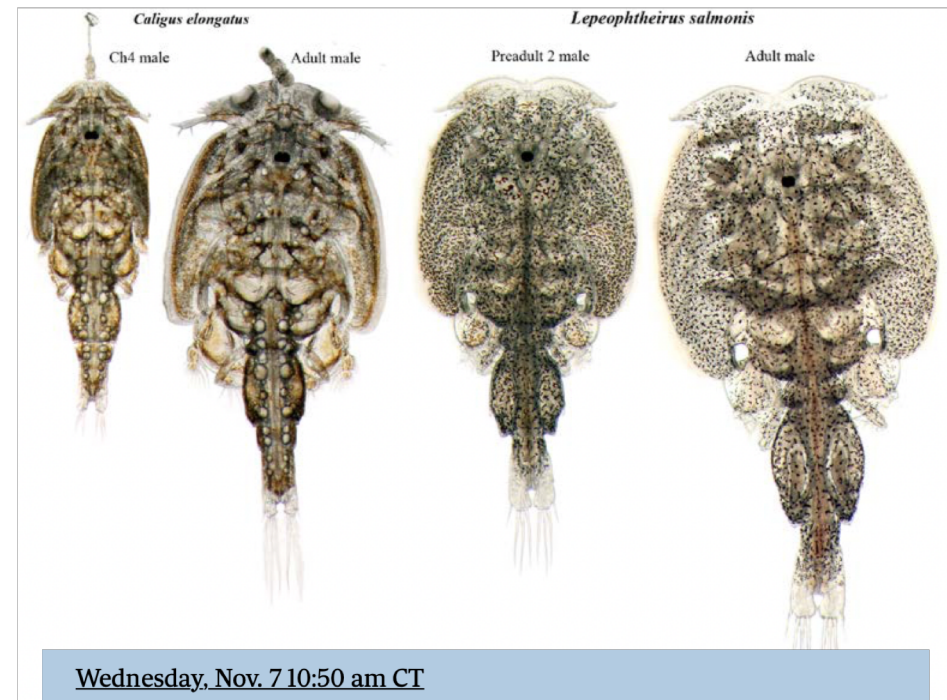 Caligus elongatus
Lepeophtheirus salmonis
Ch4 male
Adult male
Preadult 2 male
Adult male
Wednesday, Nov. 7 10:50 am CT